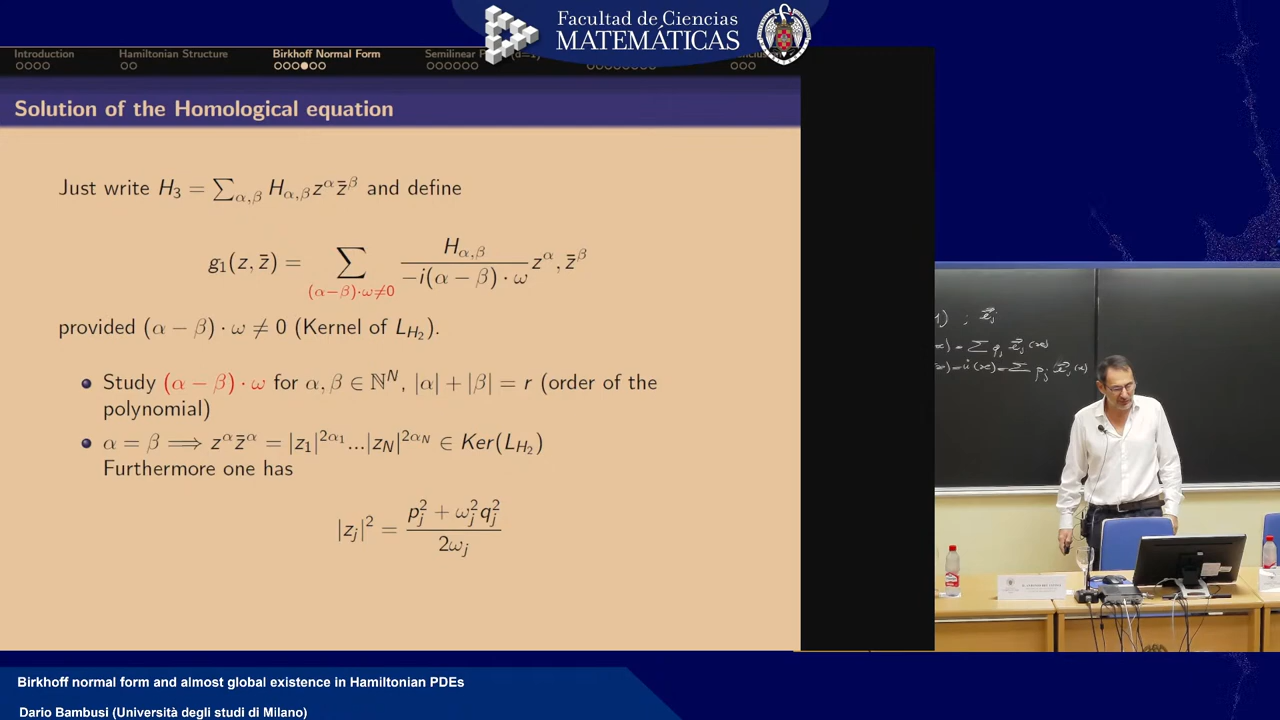 Facultad de Ciencias
MATEMÁTICAS
Introduction
Hamiltonian Structure
Birkhoff Normal Form
Semilinear
Solution of the Homological equation
Just write H₃ = ∑_{α,β} H_{α,β} z^α z̄^β and define
g₁(z, z̄) = ∑_{(α−β)·ω≠0} H_{α,β} / −i(α − β) · ω z^α, z̄^β
provided (α − β) · ω ≠ 0 (Kernel of L_{H₂}).
Study (α − β) · ω for α, β ∈ ℕ^N, |α| + |β| = r (order of the
polynomial)
α = β ⟹ z^α z̄^α = |z₁|^{2α₁}...|z_N|^{2α_N} ∈ Ker(L_{H₂})
Furthermore one has
|z_j|² = (p_j² + ω_j² q_j²) / 2ω_j
Birkhoff normal form and almost global existence in Hamiltonian PDEs
Dario Bambusi (Università degli studi di Milano)